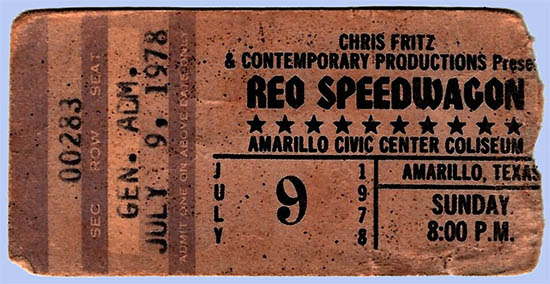 00283
SEC ROW SEAT
GEN. ADM.
JULY 9, 1978
ADMIT ONE ON ABOVE DATE ONLY
CHRIS FRITZ
& CONTEMPORARY PRODUCTIONS Prese
REO SPEEDWAGON
★★★★★★★★★★★
AMARILLO CIVIC CENTER COLISEUM
JULY 9 1978
AMARILLO, TEXAS
SUNDAY
8:00 P.M.